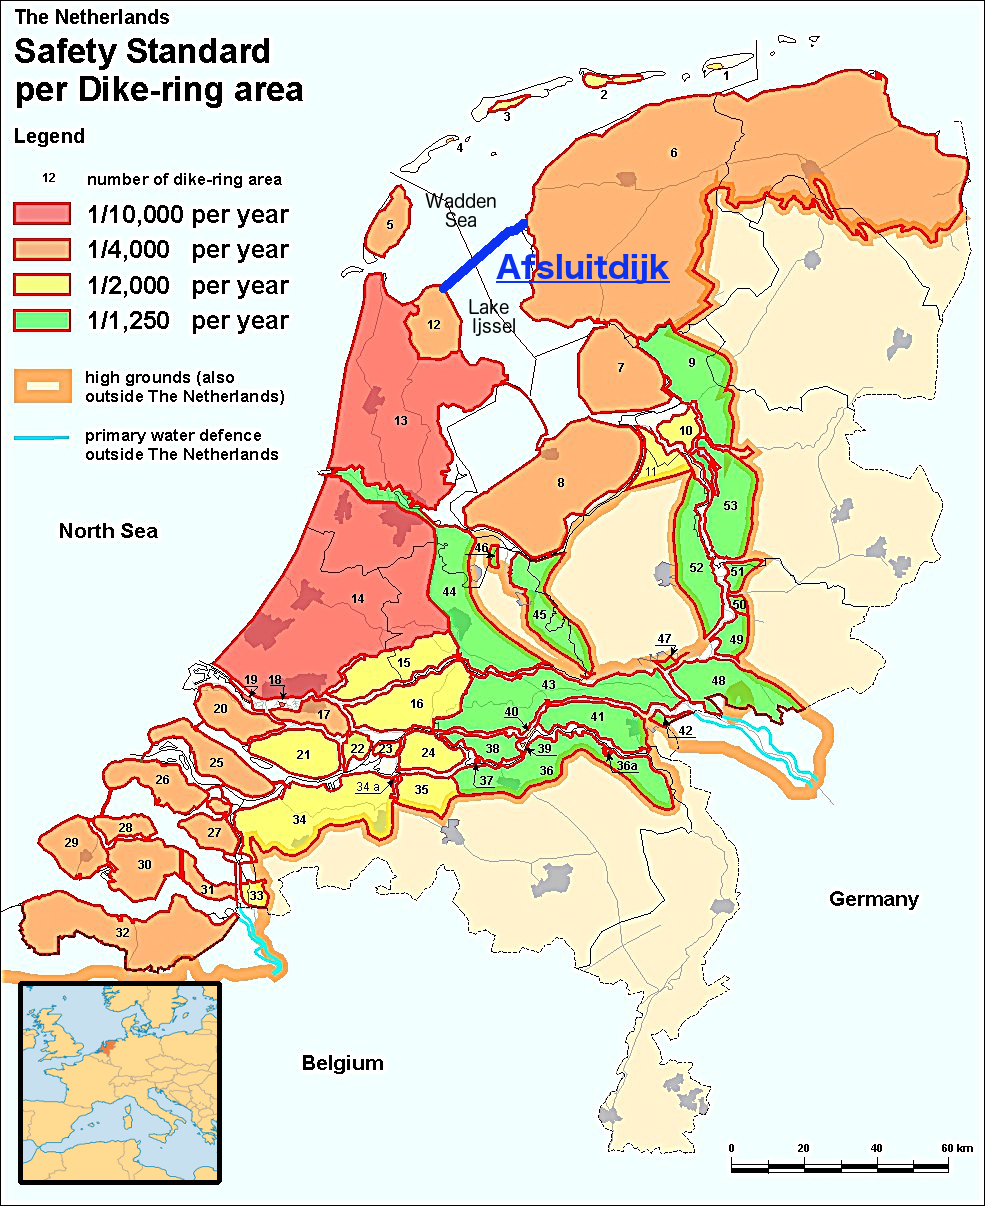 The Netherlands
Safety Standard
per Dike-ring area
Legend
12 number of dike-ring area
1/10,000 per year
1/4,000 per year
1/2,000 per year
1/1,250 per year
high grounds (also
outside The Netherlands)
primary water defence
outside The Netherlands
1
2
3
4
5
6
Wadden
Sea
Afsluitdijk
Lake
Ijssel
12
7
9
13
10
11
8
53
North Sea
46
52
51
14
44
45
50
49
47
15
19
18
43
48
20
17
16
40
41
42
21
22
23
24
38
39
25
37
36
36a
26
34 a
35
34
28
27
29
30
31
33
32
Germany
Belgium
0 20 40 60 km